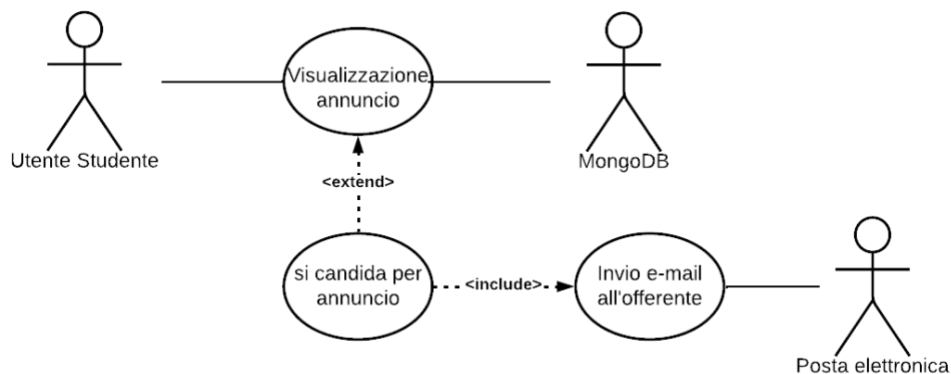 Visualizzazione
annuncio
Utente Studente
MongoDB
<extend>
si candida per
annuncio
<include>
Invio e-mail
all'offerente
Posta elettronica